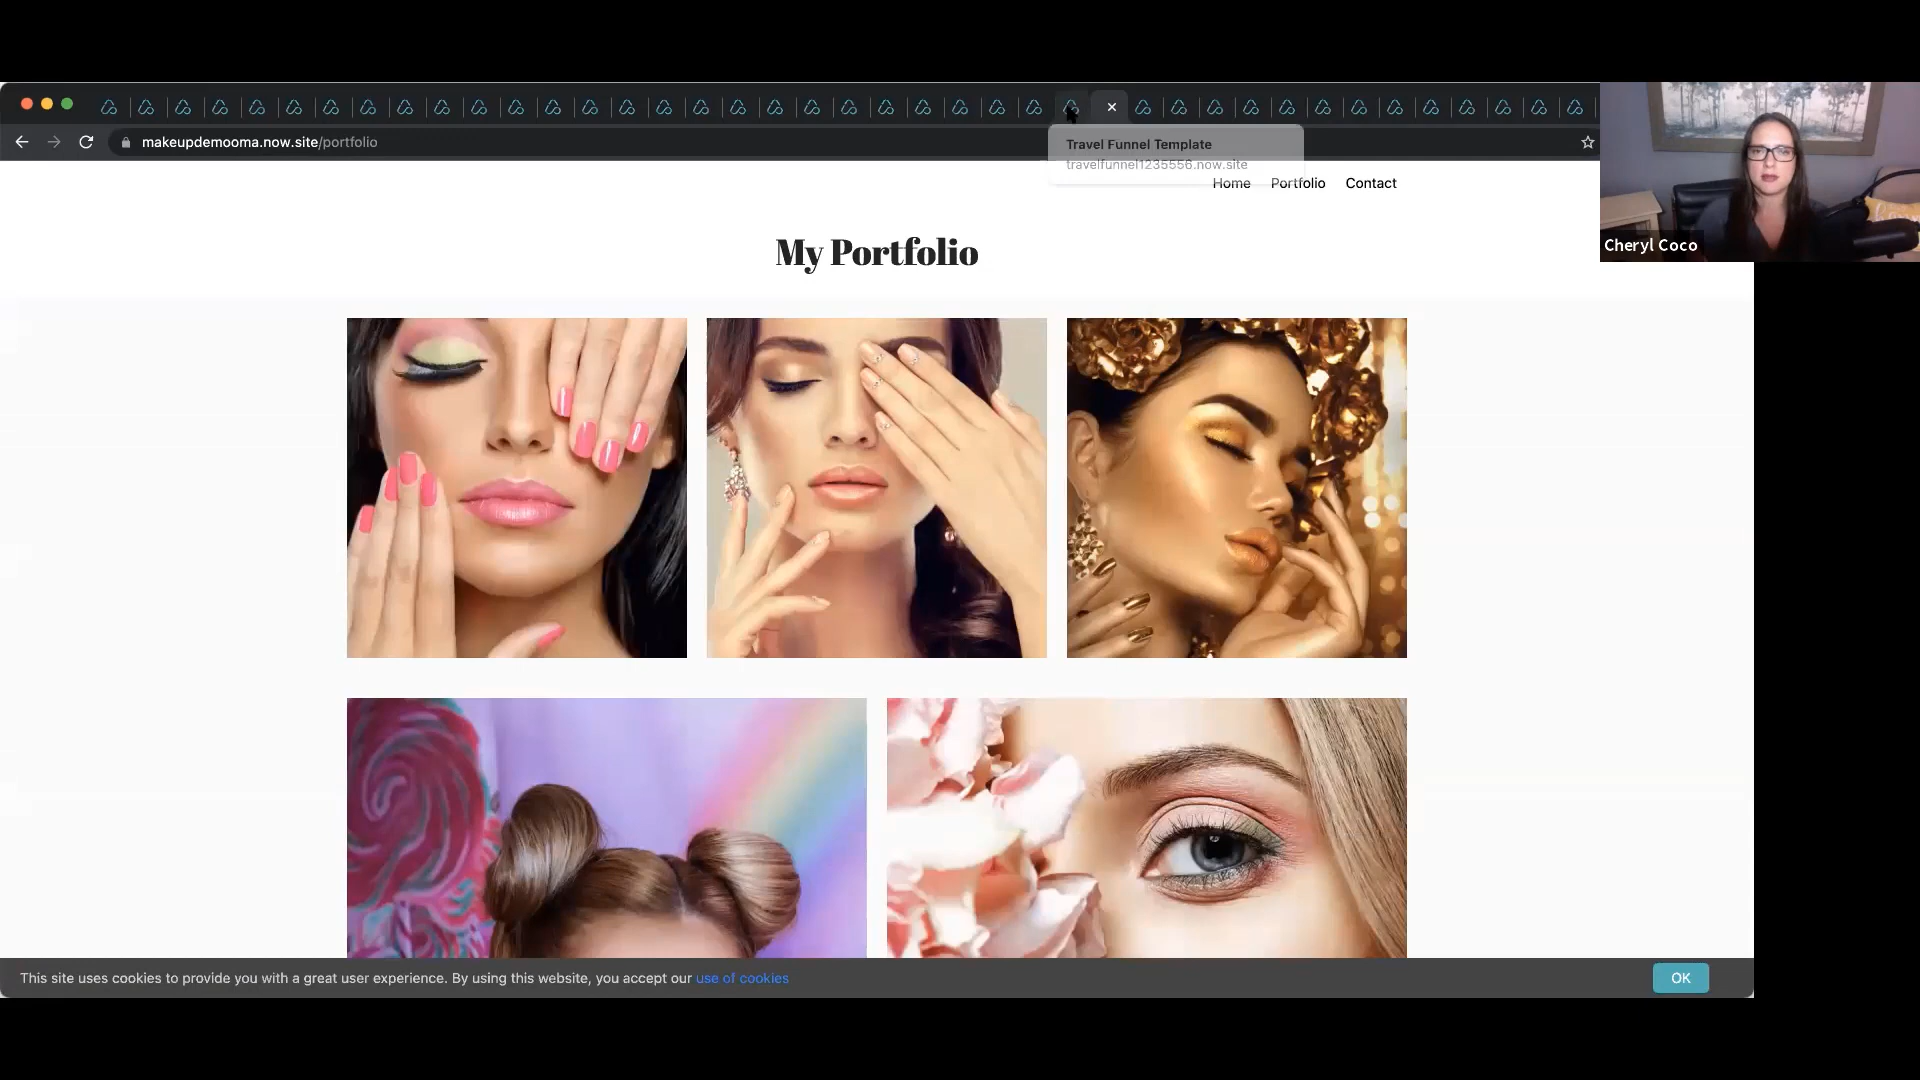 makeupdemooma.now.site/portfolio
Travel Funnel Template
travelfunnel1235556.now.site
Home Portfolio Contact
Cheryl Coco
My Portfolio
This site uses cookies to provide you with a great user experience. By using this website, you accept our use of cookies
OK